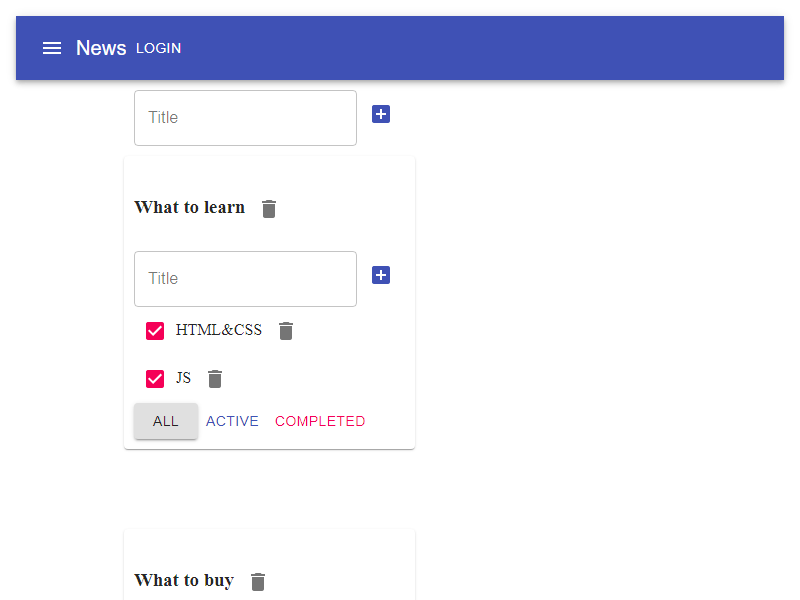 News LOGIN
Title
What to learn
Title
HTML&CSS
JS
ALL ACTIVE COMPLETED
What to buy